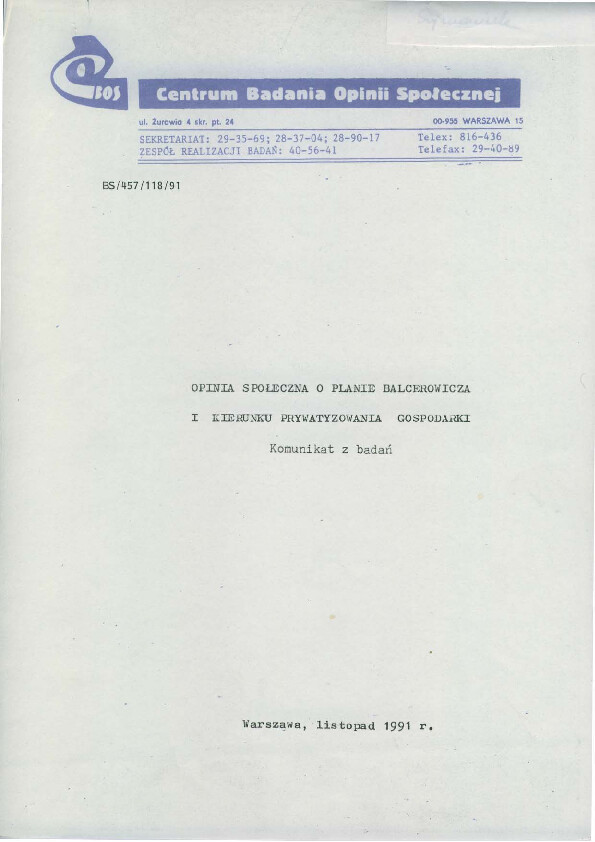 CBOS
Centrum Badania Opinii Społecznej
ul. Żurawia 4 skr. pt. 24
00-955 WARSZAWA 15
SEKRETARIAT: 29-35-69; 28-37-04; 28-90-17
Telex: 816-436
ZESPÓŁ REALIZACJI BADAŃ: 40-56-41
Telefax: 29-40-89
BS/457/118/91
OPINIA SPOŁECZNA O PLANIE BALCEROWICZA
I KIERUNKU PRYWATYZOWANIA GOSPODARKI
Komunikat z badań
Warszawa, listopad 1991 r.